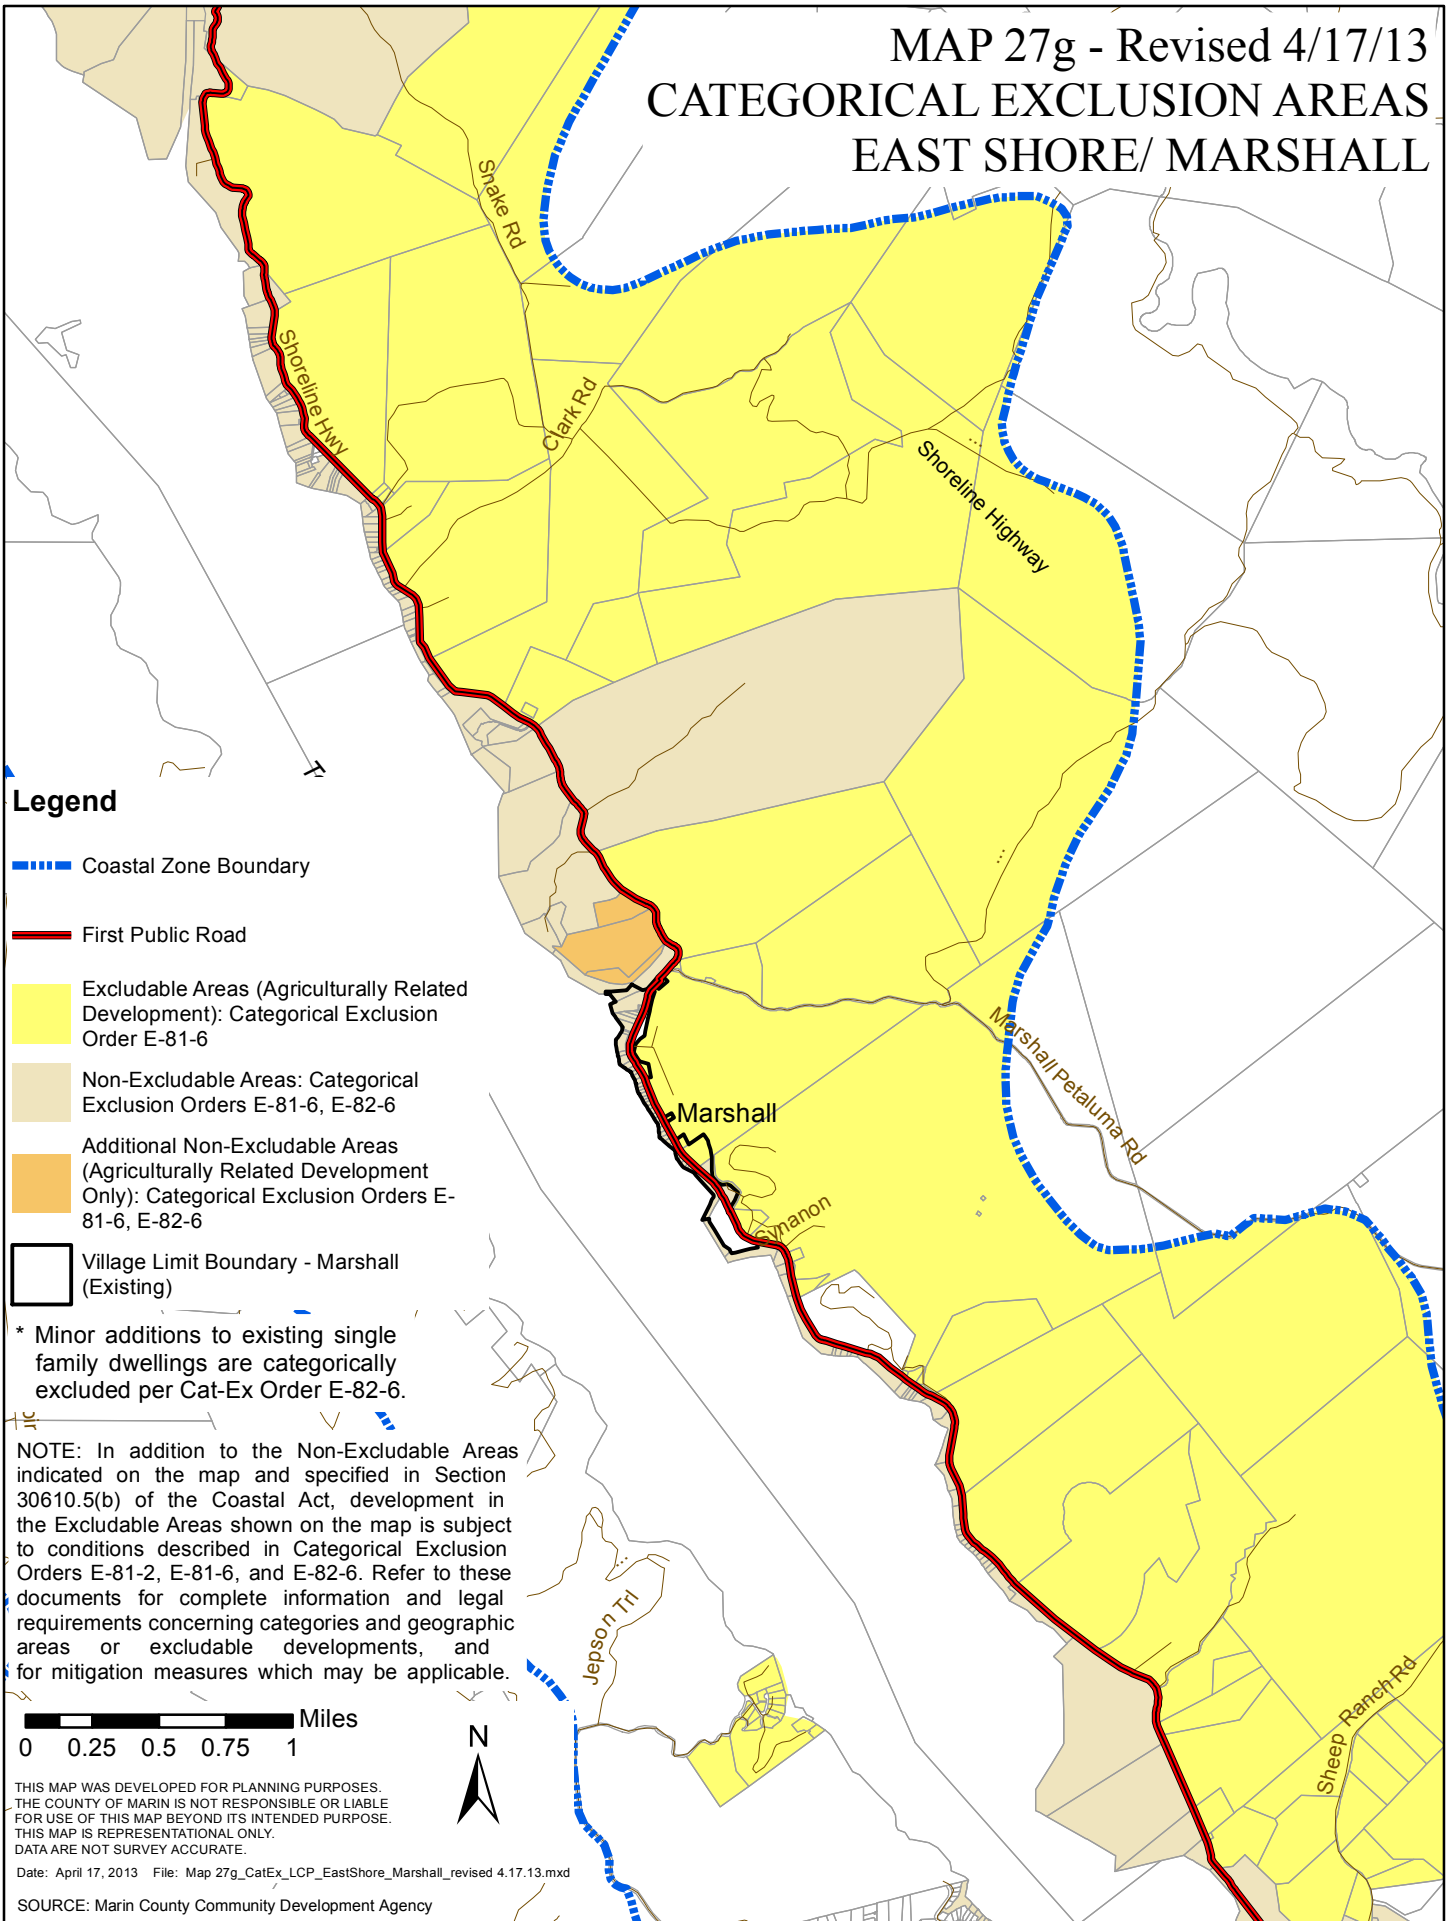 MAP 27g - Revised 4/17/13
CATEGORICAL EXCLUSION AREAS
EAST SHORE/ MARSHALL
Snake Rd
Shoreline Hwy
Clark Rd
Shoreline Highway
Marshall Petaluma Rd
Marshall
Synanon
Jepson Trl
Sheep Ranch Rd
Legend
Coastal Zone Boundary
First Public Road
Excludable Areas (Agriculturally Related
Development): Categorical Exclusion
Order E-81-6
Non-Excludable Areas: Categorical
Exclusion Orders E-81-6, E-82-6
Additional Non-Excludable Areas
(Agriculturally Related Development
Only): Categorical Exclusion Orders E-
81-6, E-82-6
Village Limit Boundary - Marshall
(Existing)
* Minor additions to existing single
family dwellings are categorically
excluded per Cat-Ex Order E-82-6.
NOTE: In addition to the Non-Excludable Areas
indicated on the map and specified in Section
30610.5(b) of the Coastal Act, development in
the Excludable Areas shown on the map is subject
to conditions described in Categorical Exclusion
Orders E-81-2, E-81-6, and E-82-6. Refer to these
documents for complete information and legal
requirements concerning categories and geographic
areas or excludable developments, and
for mitigation measures which may be applicable.
Miles
0 0.25 0.5 0.75 1
N
THIS MAP WAS DEVELOPED FOR PLANNING PURPOSES.
THE COUNTY OF MARIN IS NOT RESPONSIBLE OR LIABLE
FOR USE OF THIS MAP BEYOND ITS INTENDED PURPOSE.
THIS MAP IS REPRESENTATIONAL ONLY.
DATA ARE NOT SURVEY ACCURATE.
Date: April 17, 2013 File: Map 27g_CatEx_LCP_EastShore_Marshall_revised 4.17.13.mxd
SOURCE: Marin County Community Development Agency